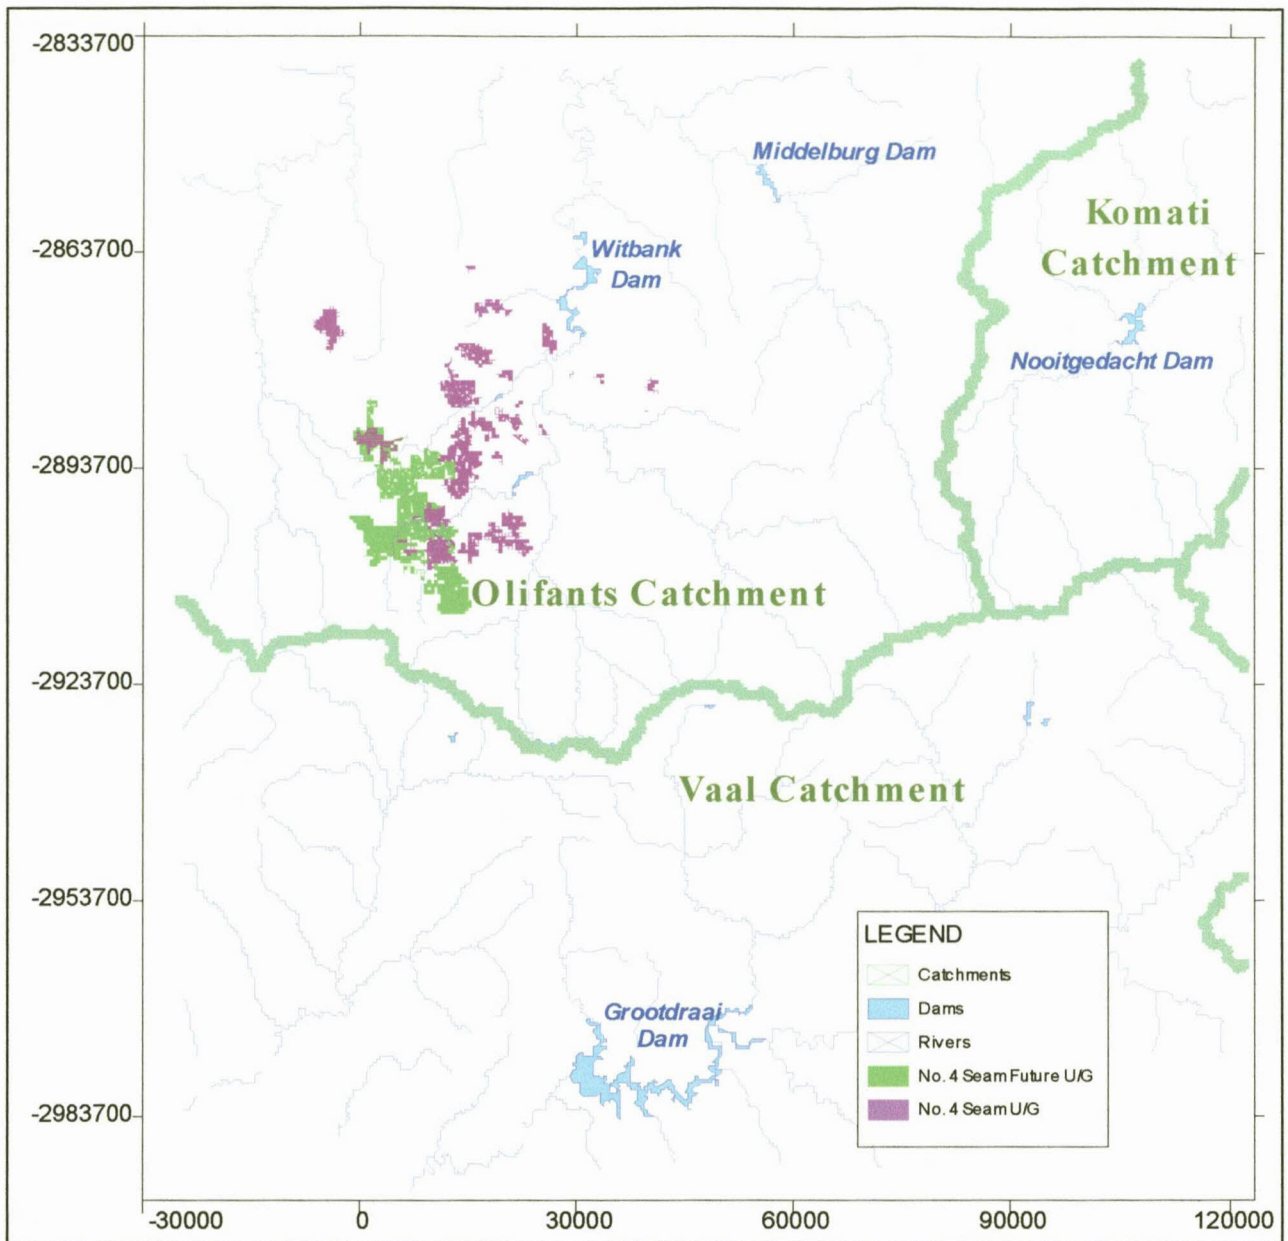 -2833700
Middelburg Dam
Komati
Catchment
-2863700
Witbank
Dam
Nooitgedacht Dam
-2893700
Olifants Catchment
-2923700
Vaal Catchment
-2953700
LEGEND
Catchments
Dams
Rivers
No. 4 Seam Future U/G
No. 4 Seam U/G
Grootdraai
Dam
-2983700
-30000 0 30000 60000 90000 120000